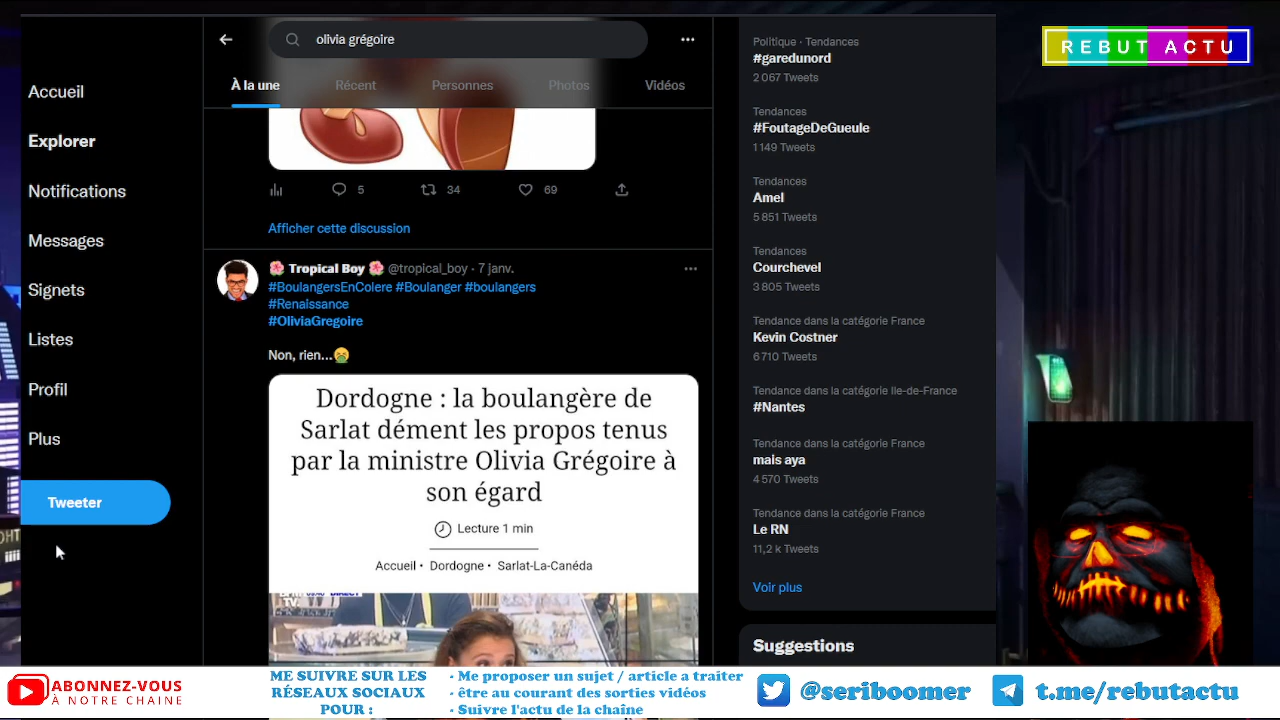 olivia grégoire
À la une
Récent
Personnes
Photos
Vidéos
Accueil
Explorer
Notifications
Messages
Signets
Listes
Profil
Plus
Tweeter
5
34
69
Afficher cette discussion
Tropical Boy @tropical_boy · 7 janv.
#BoulangersEnColere #Boulanger #boulangers
#Renaissance
#OliviaGregoire
Non, rien...
Dordogne : la boulangère de
Sarlat dément les propos tenus
par la ministre Olivia Grégoire à
son égard
Lecture 1 min
Accueil • Dordogne • Sarlat-La-Canéda
Politique · Tendances
#garedunord
2 067 Tweets
Tendances
#FoutageDeGueule
1 149 Tweets
Tendances
Amel
5 851 Tweets
Tendances
Courchevel
3 805 Tweets
Tendance dans la catégorie France
Kevin Costner
6 710 Tweets
Tendance dans la catégorie Ile-de-France
#Nantes
Tendance dans la catégorie France
mais aya
4 570 Tweets
Tendance dans la catégorie France
Le RN
11,2 k Tweets
Voir plus
Suggestions
REBUT ACTU
ABONNEZ-VOUS
À NOTRE CHAINE
ME SUIVRE SUR LES
RÉSEAUX SOCIAUX
POUR :
- Me proposer un sujet / article a traiter
- être au courant des sorties vidéos
- Suivre l'actu de la chaîne
@seriboomer
t.me/rebutactu